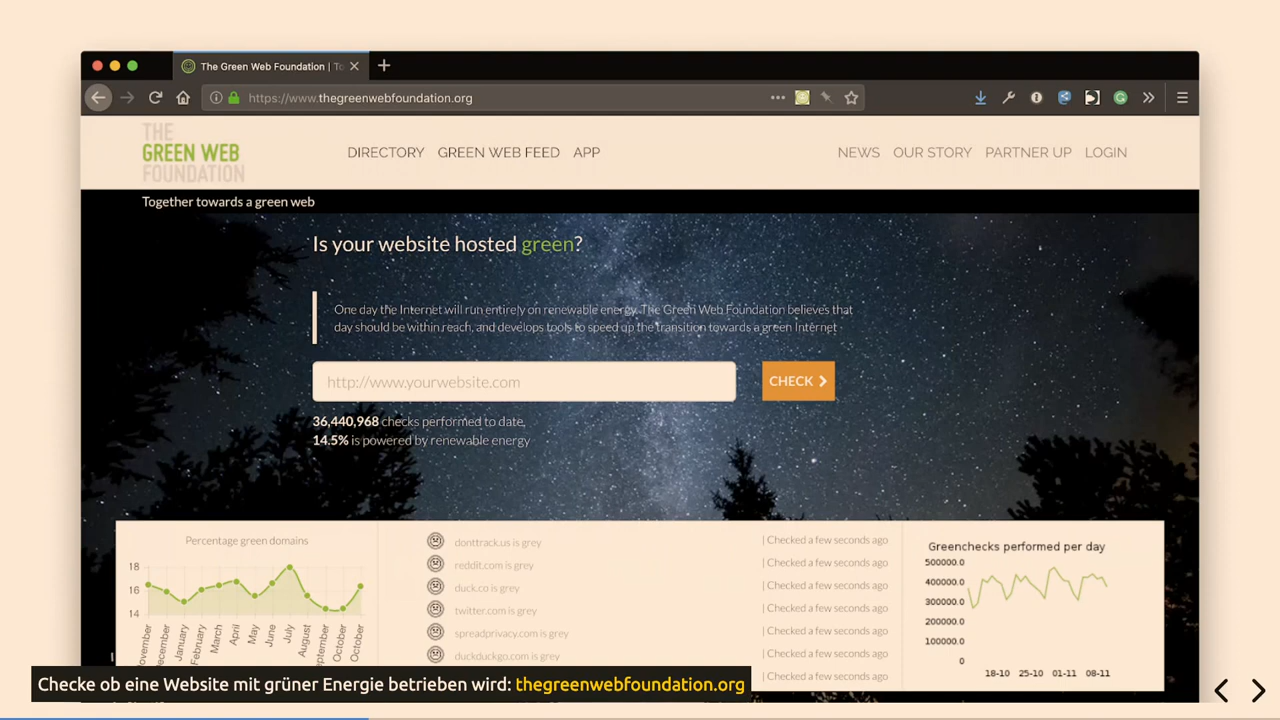 The Green Web Foundation | To
https://www.thegreenwebfoundation.org
THE
GREEN WEB
FOUNDATION
DIRECTORY GREEN WEB FEED APP
NEWS OUR STORY PARTNER UP LOGIN
Together towards a green web
Is your website hosted green?
One day the Internet will run entirely on renewable energy. The Green Web Foundation believes that
day should be within reach, and develops tools to speed up the transition towards a green Internet
http://www.yourwebsite.com
CHECK
36,440,968 checks performed to date,
14.5% is powered by renewable energy
Percentage green domains
18
16
14
November
December
January
February
March
April
May
June
July
August
September
October
October
donttrack.us is grey | Checked a few seconds ago
reddit.com is grey | Checked a few seconds ago
duck.co is grey | Checked a few seconds ago
twitter.com is grey | Checked a few seconds ago
spreadprivacy.com is grey | Checked a few seconds ago
duckduckgo.com is grey | Checked a few seconds ago
| Checked a few seconds ago
Greenchecks performed per day
500000.0
400000.0
300000.0
200000.0
100000.0
0
18-10 25-10 01-11 08-11
Checke ob eine Website mit grüner Energie betrieben wird: thegreenwebfoundation.org